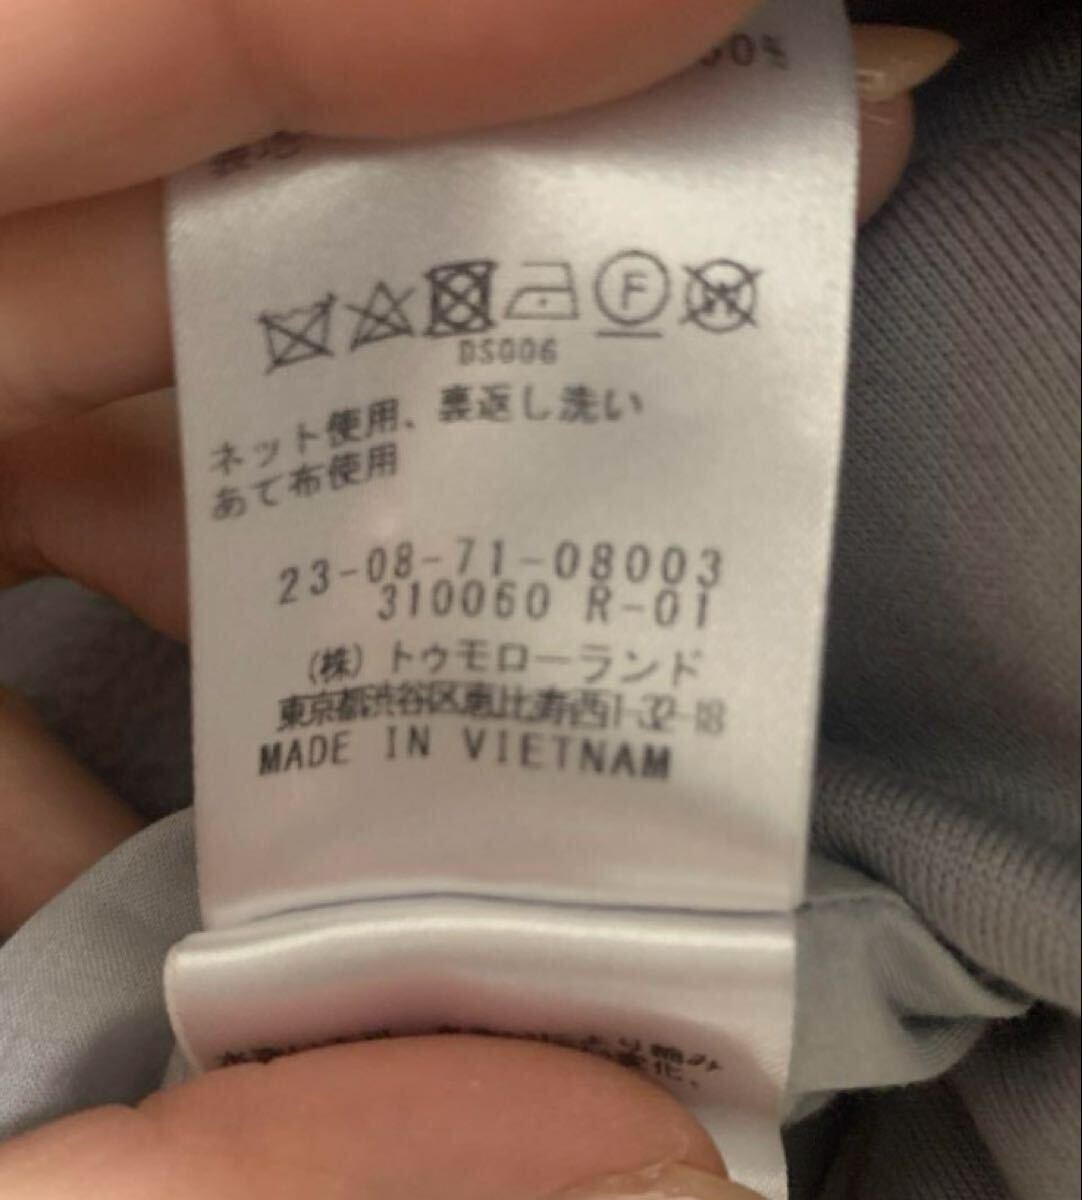 F W
DS006
ネット使用、裏返し洗い
あて布使用
23-08-71-08003
310060 R-01
(株) トゥモローランド
東京都渋谷区恵比寿西1-32-18
MADE IN VIETNAM